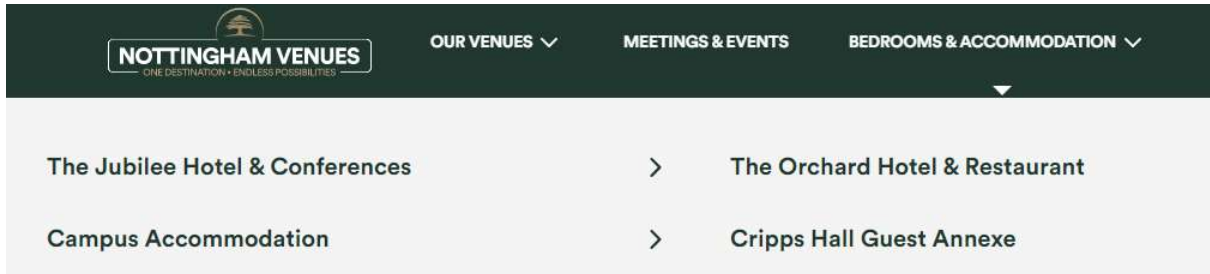 NOTTINGHAM VENUES
ONE DESTINATION • ENDLESS POSSIBILITIES
OUR VENUES
MEETINGS & EVENTS
BEDROOMS & ACCOMMODATION
The Jubilee Hotel & Conferences
The Orchard Hotel & Restaurant
Campus Accommodation
Cripps Hall Guest Annexe